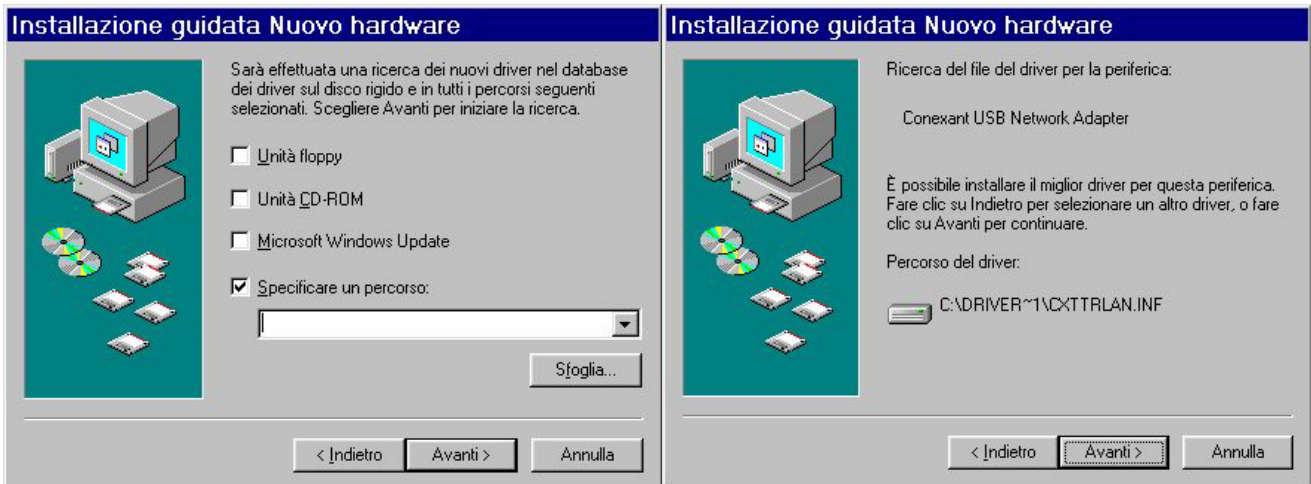 Installazione guidata Nuovo hardware
Sarà effettuata una ricerca dei nuovi driver nel database
dei driver sul disco rigido e in tutti i percorsi seguenti
selezionati. Scegliere Avanti per iniziare la ricerca.
Unità floppy
Unità CD-ROM
Microsoft Windows Update
Specificare un percorso:
Sfoglia...
< Indietro
Avanti >
Annulla
Installazione guidata Nuovo hardware
Ricerca del file del driver per la periferica:
Conexant USB Network Adapter
È possibile installare il miglior driver per questa periferica.
Fare clic su Indietro per selezionare un altro driver, o fare
clic su Avanti per continuare.
Percorso del driver:
C:\DRIVER~1\CXTTRLAN.INF
< Indietro
Avanti >
Annulla